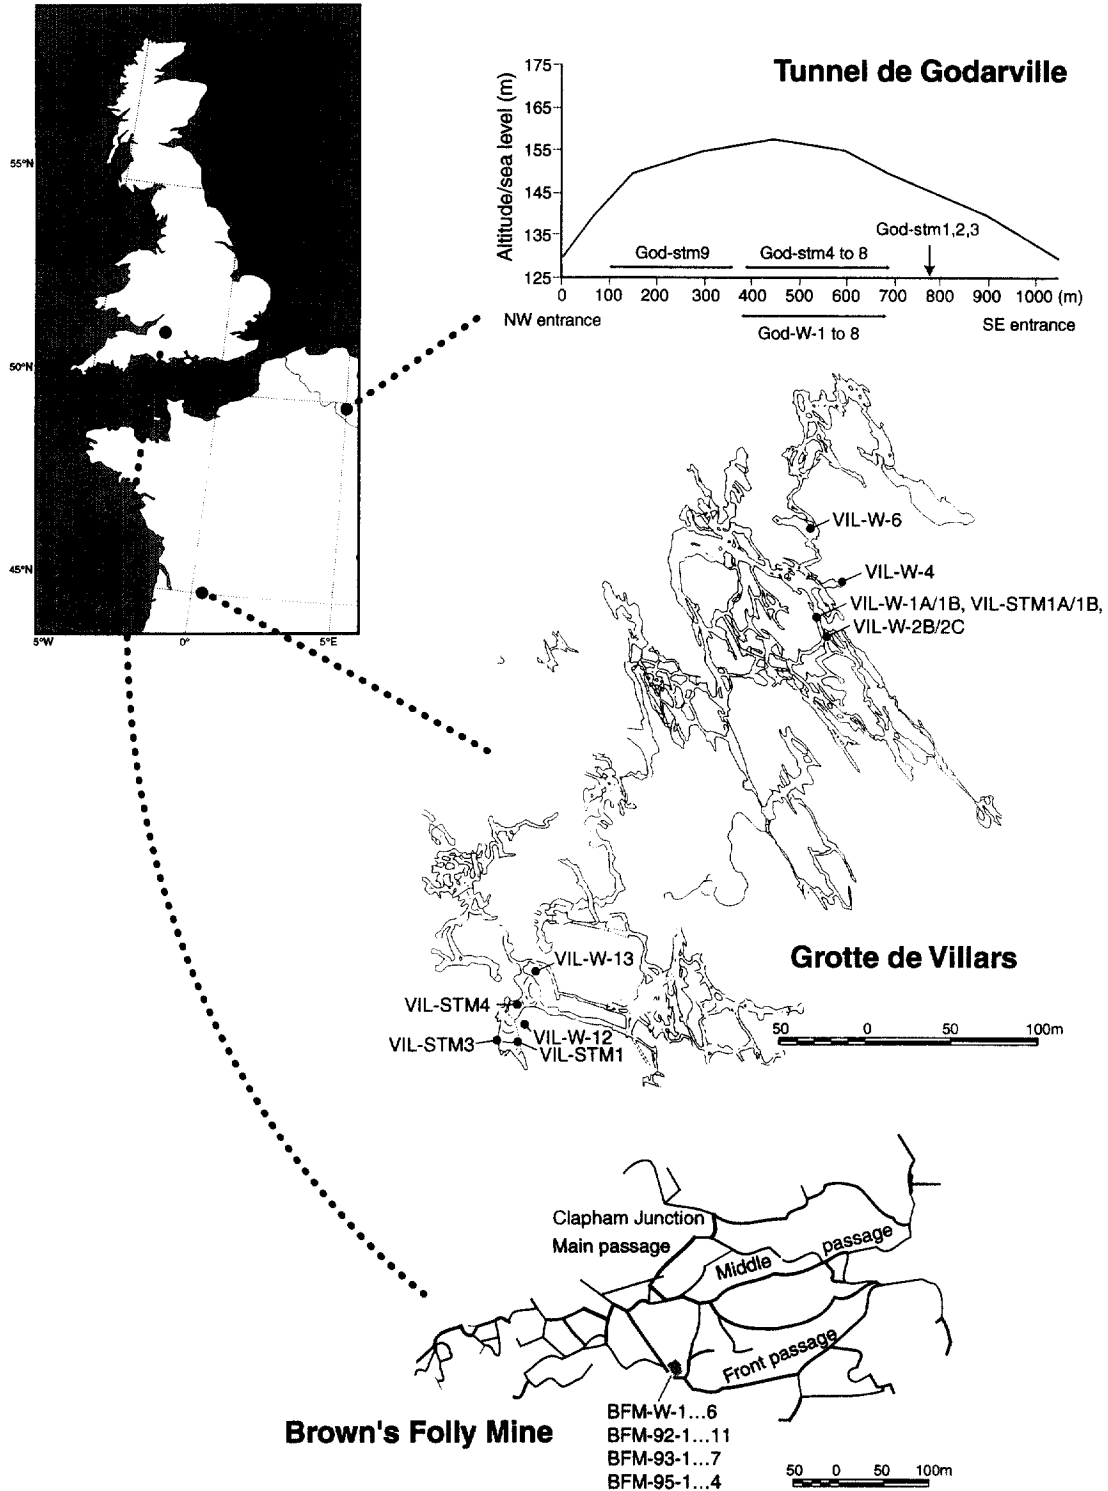 55°N
50°N
45°N
5°W
0°
5°E
Tunnel de Godarville
Altitude/sea level (m)
175
165
155
145
135
125
God-stm9
God-stm4 to 8
God-stm1,2,3
0 100 200 300 400 500 600 700 800 900 1000 (m)
NW entrance
God-W-1 to 8
SE entrance
VIL-W-6
VIL-W-4
VIL-W-1A/1B, VIL-STM1A/1B,
VIL-W-2B/2C
Grotte de Villars
VIL-W-13
VIL-STM4
VIL-W-12
VIL-STM3
VIL-STM1
50 0 50 100m
Clapham Junction
Main passage
Middle passage
Front passage
Brown's Folly Mine
BFM-W-1...6
BFM-92-1...11
BFM-93-1...7
BFM-95-1...4
50 0 50 100m